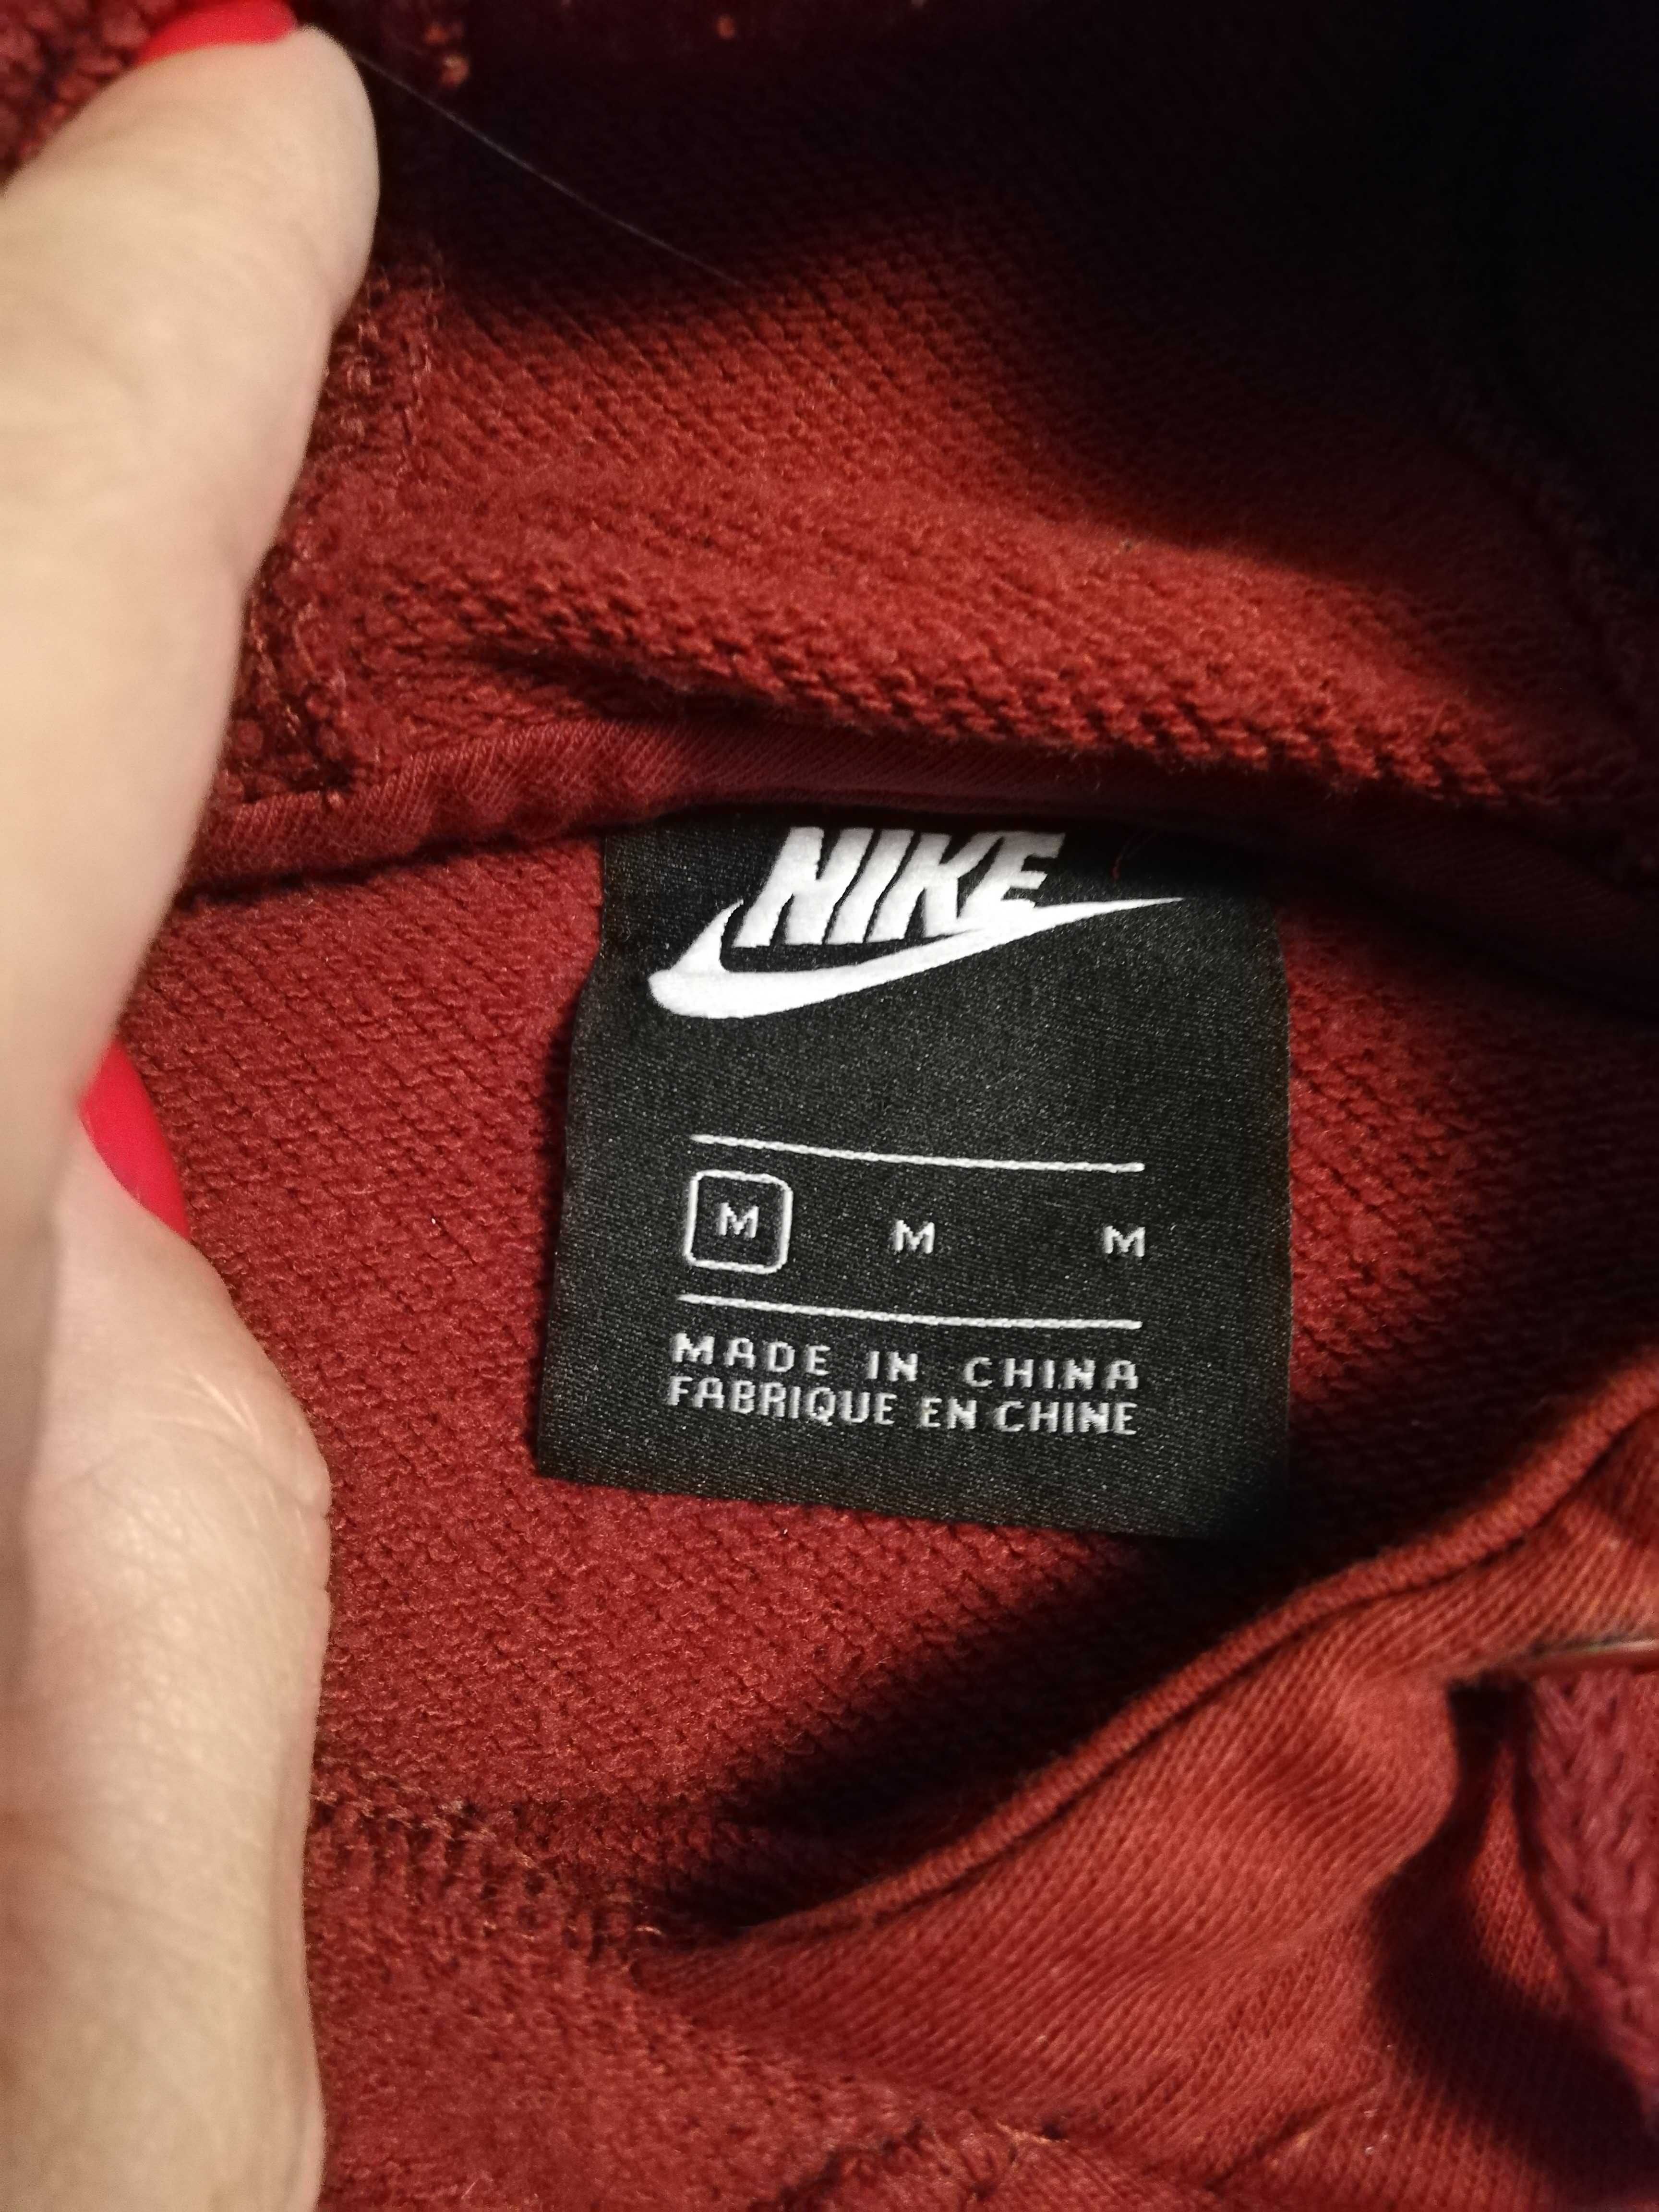 NIKE
M M M
MADE IN CHINA
FABRIQUE EN CHINE